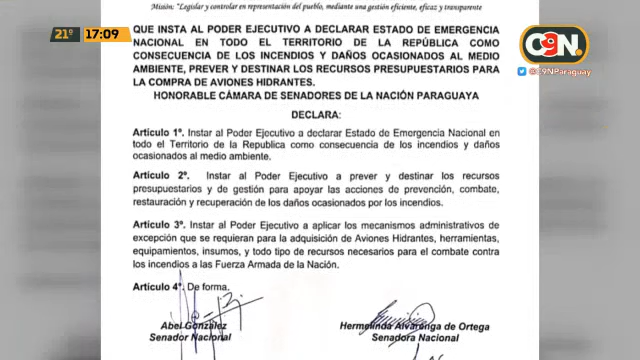 Misión: "Legislar y controlar en representación del pueblo, mediante una gestión eficiente, eficaz y transparente
21° 17:09
C9N
@C9NParaguay
QUE INSTA AL PODER EJECUTIVO A DECLARAR ESTADO DE EMERGENCIA
NACIONAL EN TODO EL TERRITORIO DE LA REPÚBLICA COMO
CONSECUENCIA DE LOS INCENDIOS Y DAÑOS OCASIONADOS AL MEDIO
AMBIENTE, PREVER Y DESTINAR LOS RECURSOS PRESUPUESTARIOS PARA
LA COMPRA DE AVIONES HIDRANTES.
HONORABLE CÁMARA DE SENADORES DE LA NACIÓN PARAGUAYA
DECLARA:
Artículo 1º. Instar al Poder Ejecutivo a declarar Estado de Emergencia Nacional en
todo el Territorio de la Republica como consecuencia de los incendios y daños
ocasionados al medio ambiente.
Artículo 2º. Instar al Poder Ejecutivo a prever y destinar los recursos
presupuestarios y de gestión para apoyar las acciones de prevención, combate,
restauración y recuperación de los daños ocasionados por los incendios.
Artículo 3º. Instar al Poder Ejecutivo a aplicar los mecanismos administrativos de
excepción que se requieran para la adquisición de Aviones Hidrantes, herramientas,
equipamientos, insumos, y todo tipo de recursos necesarios para el combate contra
los incendios a las Fuerza Armada de la Nación.
Artículo 4º. De forma.
Abel González
Senador Nacional
Hermelinda Alvarenga de Ortega
Senadora Nacional